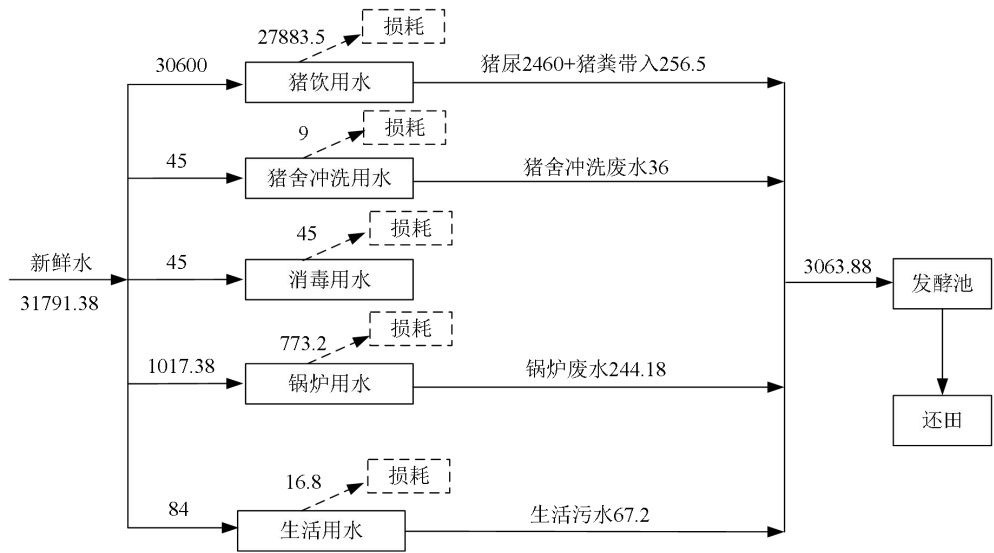 损耗
27883.5
30600
猪饮用水
猪尿2460+猪粪带入256.5
损耗
9
45
猪舍冲洗用水
猪舍冲洗废水36
损耗
45
新鲜水
31791.38
45
消毒用水
3063.88
发酵池
损耗
773.2
1017.38
锅炉用水
锅炉废水244.18
还田
损耗
16.8
84
生活用水
生活污水67.2